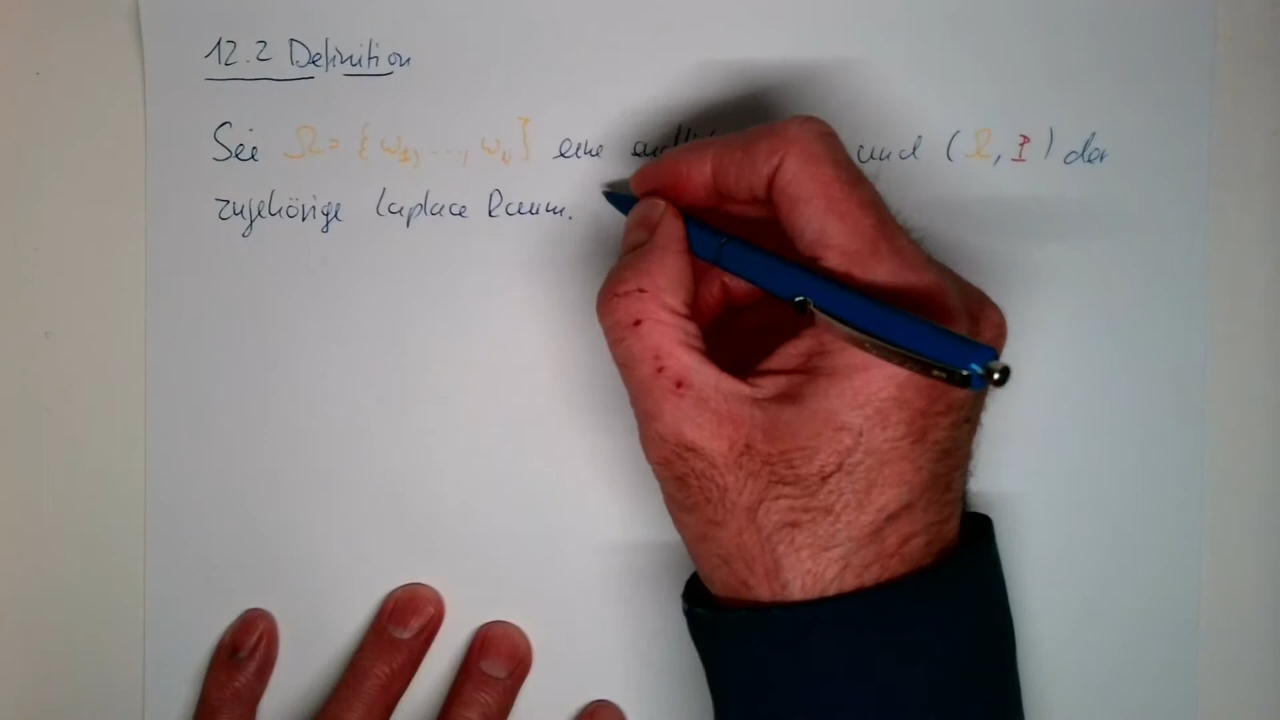 12.2 Definition
Sei Ω = {ω₁, ..., ωₙ} eine und (Ω, P) der
zugehörige Laplace Raum.